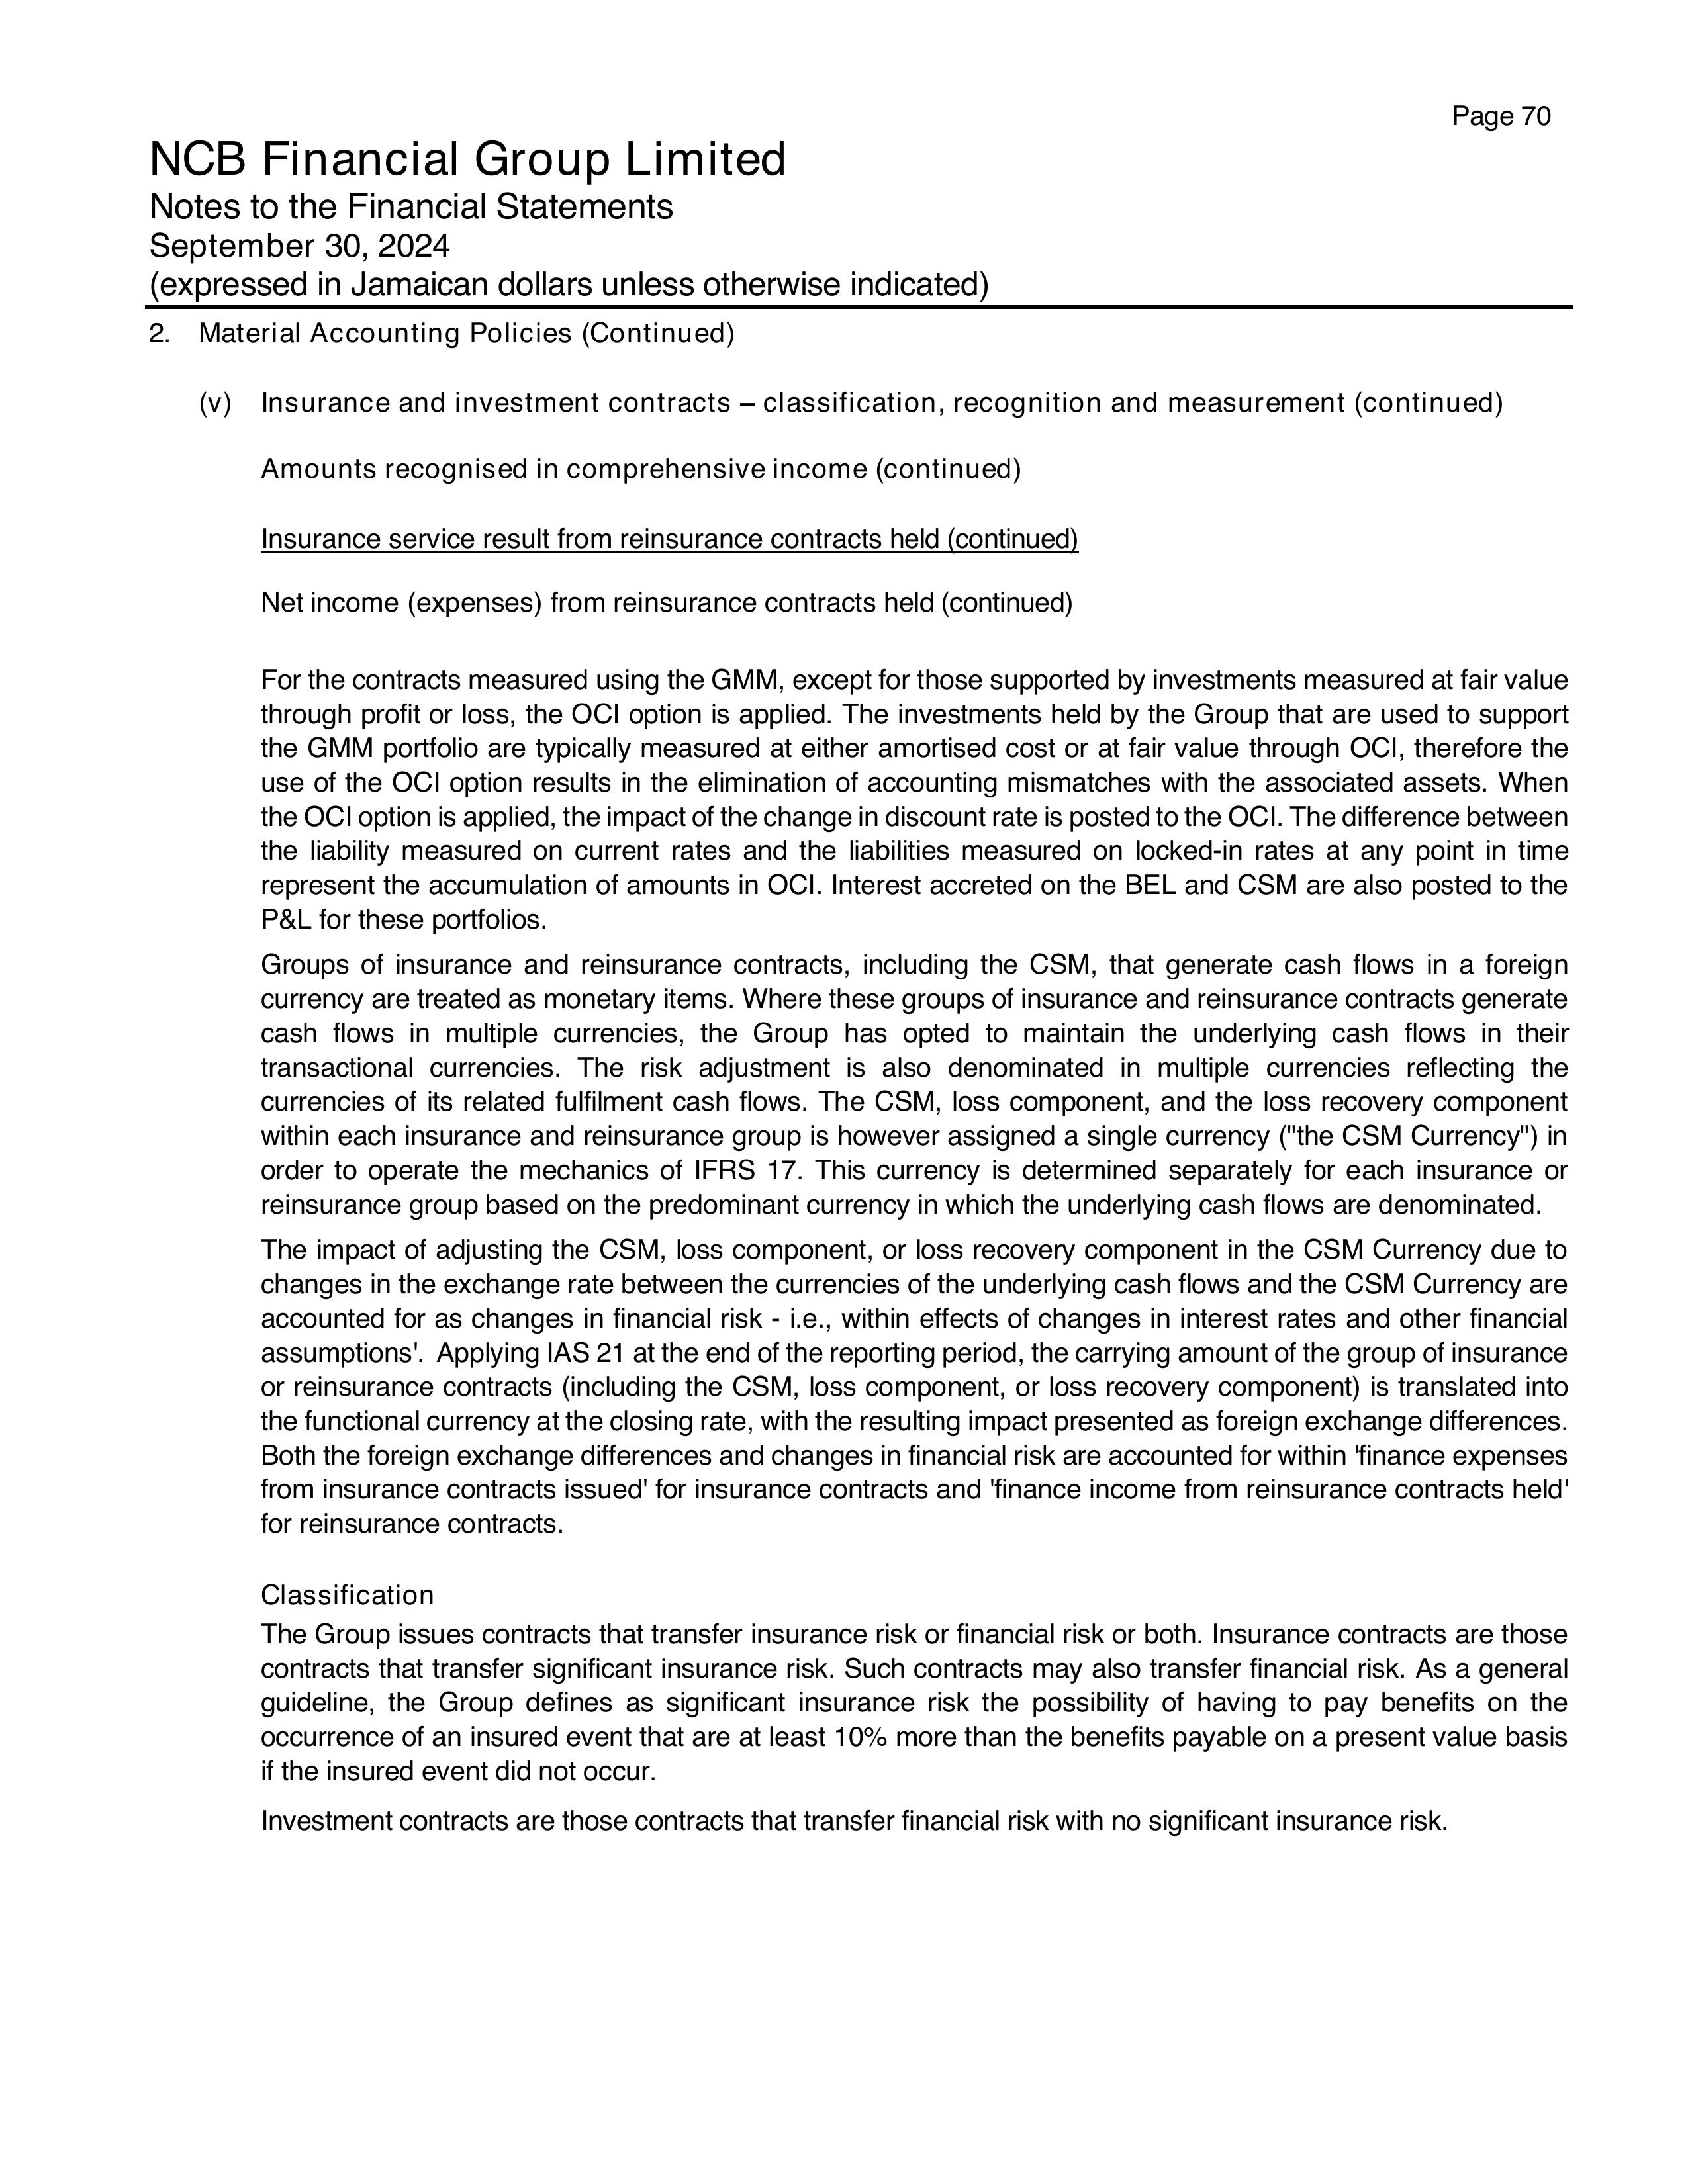 Page 70
NCB Financial Group Limited
Notes to the Financial Statements
September 30, 2024
(expressed in Jamaican dollars unless otherwise indicated)
2. Material Accounting Policies (Continued)
(v) Insurance and investment contracts – classification, recognition and measurement (continued)
Amounts recognised in comprehensive income (continued)
Insurance service result from reinsurance contracts held (continued)
Net income (expenses) from reinsurance contracts held (continued)
For the contracts measured using the GMM, except for those supported by investments measured at fair value
through profit or loss, the OCI option is applied. The investments held by the Group that are used to support
the GMM portfolio are typically measured at either amortised cost or at fair value through OCI, therefore the
use of the OCI option results in the elimination of accounting mismatches with the associated assets. When
the OCI option is applied, the impact of the change in discount rate is posted to the OCI. The difference between
the liability measured on current rates and the liabilities measured on locked-in rates at any point in time
represent the accumulation of amounts in OCI. Interest accreted on the BEL and CSM are also posted to the
P&L for these portfolios.
Groups of insurance and reinsurance contracts, including the CSM, that generate cash flows in a foreign
currency are treated as monetary items. Where these groups of insurance and reinsurance contracts generate
cash flows in multiple currencies, the Group has opted to maintain the underlying cash flows in their
transactional currencies. The risk adjustment is also denominated in multiple currencies reflecting the
currencies of its related fulfilment cash flows. The CSM, loss component, and the loss recovery component
within each insurance and reinsurance group is however assigned a single currency ("the CSM Currency") in
order to operate the mechanics of IFRS 17. This currency is determined separately for each insurance or
reinsurance group based on the predominant currency in which the underlying cash flows are denominated.
The impact of adjusting the CSM, loss component, or loss recovery component in the CSM Currency due to
changes in the exchange rate between the currencies of the underlying cash flows and the CSM Currency are
accounted for as changes in financial risk - i.e., within effects of changes in interest rates and other financial
assumptions'. Applying IAS 21 at the end of the reporting period, the carrying amount of the group of insurance
or reinsurance contracts (including the CSM, loss component, or loss recovery component) is translated into
the functional currency at the closing rate, with the resulting impact presented as foreign exchange differences.
Both the foreign exchange differences and changes in financial risk are accounted for within 'finance expenses
from insurance contracts issued' for insurance contracts and 'finance income from reinsurance contracts held'
for reinsurance contracts.
Classification
The Group issues contracts that transfer insurance risk or financial risk or both. Insurance contracts are those
contracts that transfer significant insurance risk. Such contracts may also transfer financial risk. As a general
guideline, the Group defines as significant insurance risk the possibility of having to pay benefits on the
occurrence of an insured event that are at least 10% more than the benefits payable on a present value basis
if the insured event did not occur.
Investment contracts are those contracts that transfer financial risk with no significant insurance risk.